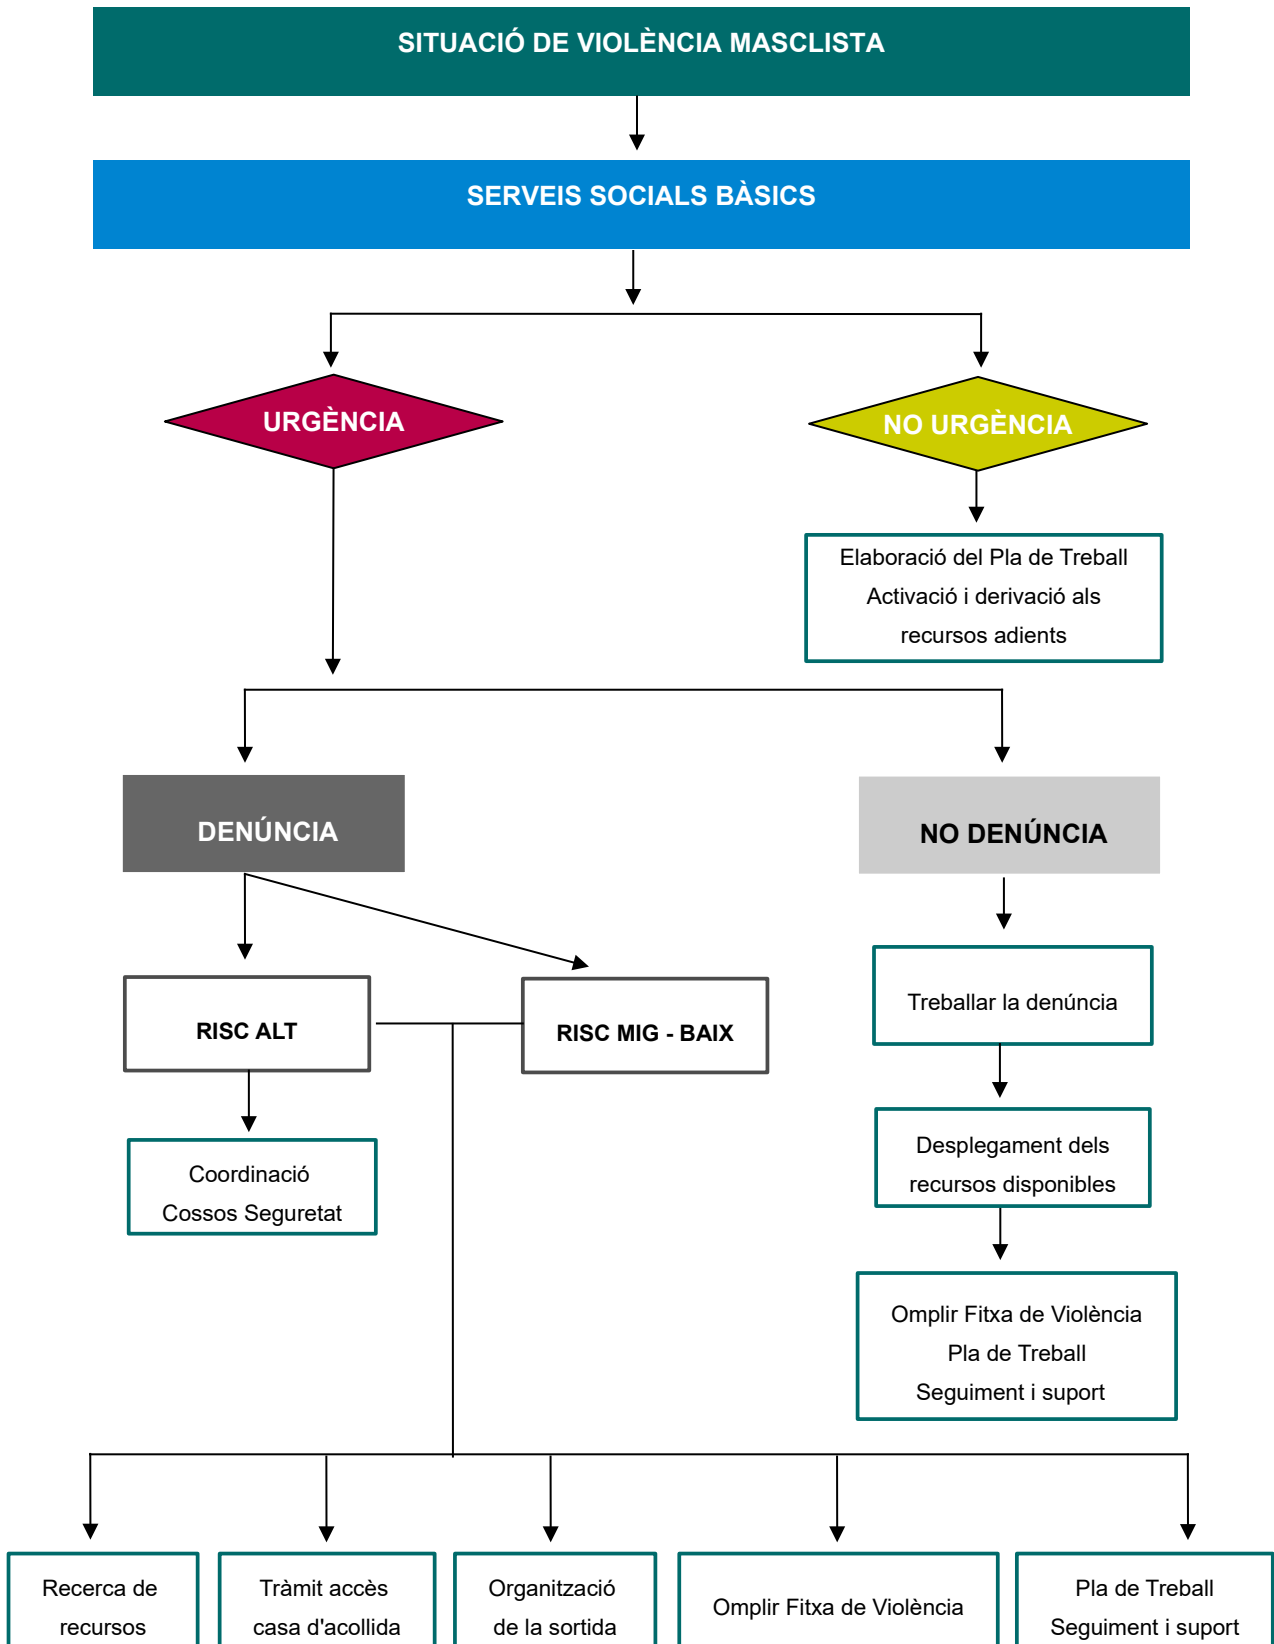 SITUACIÓ DE VIOLÈNCIA MASCLISTA
SERVEIS SOCIALS BÀSICS
URGÈNCIA
NO URGÈNCIA
Elaboració del Pla de Treball
Activació i derivació als
recursos adients
DENÚNCIA
NO DENÚNCIA
RISC ALT
RISC MIG - BAIX
Treballar la denúncia
Coordinació
Cossos Seguretat
Desplegament dels
recursos disponibles
Omplir Fitxa de Violència
Pla de Treball
Seguiment i suport
Recerca de
recursos
Tràmit accès
casa d'acollida
Organització
de la sortida
Omplir Fitxa de Violència
Pla de Treball
Seguiment i suport